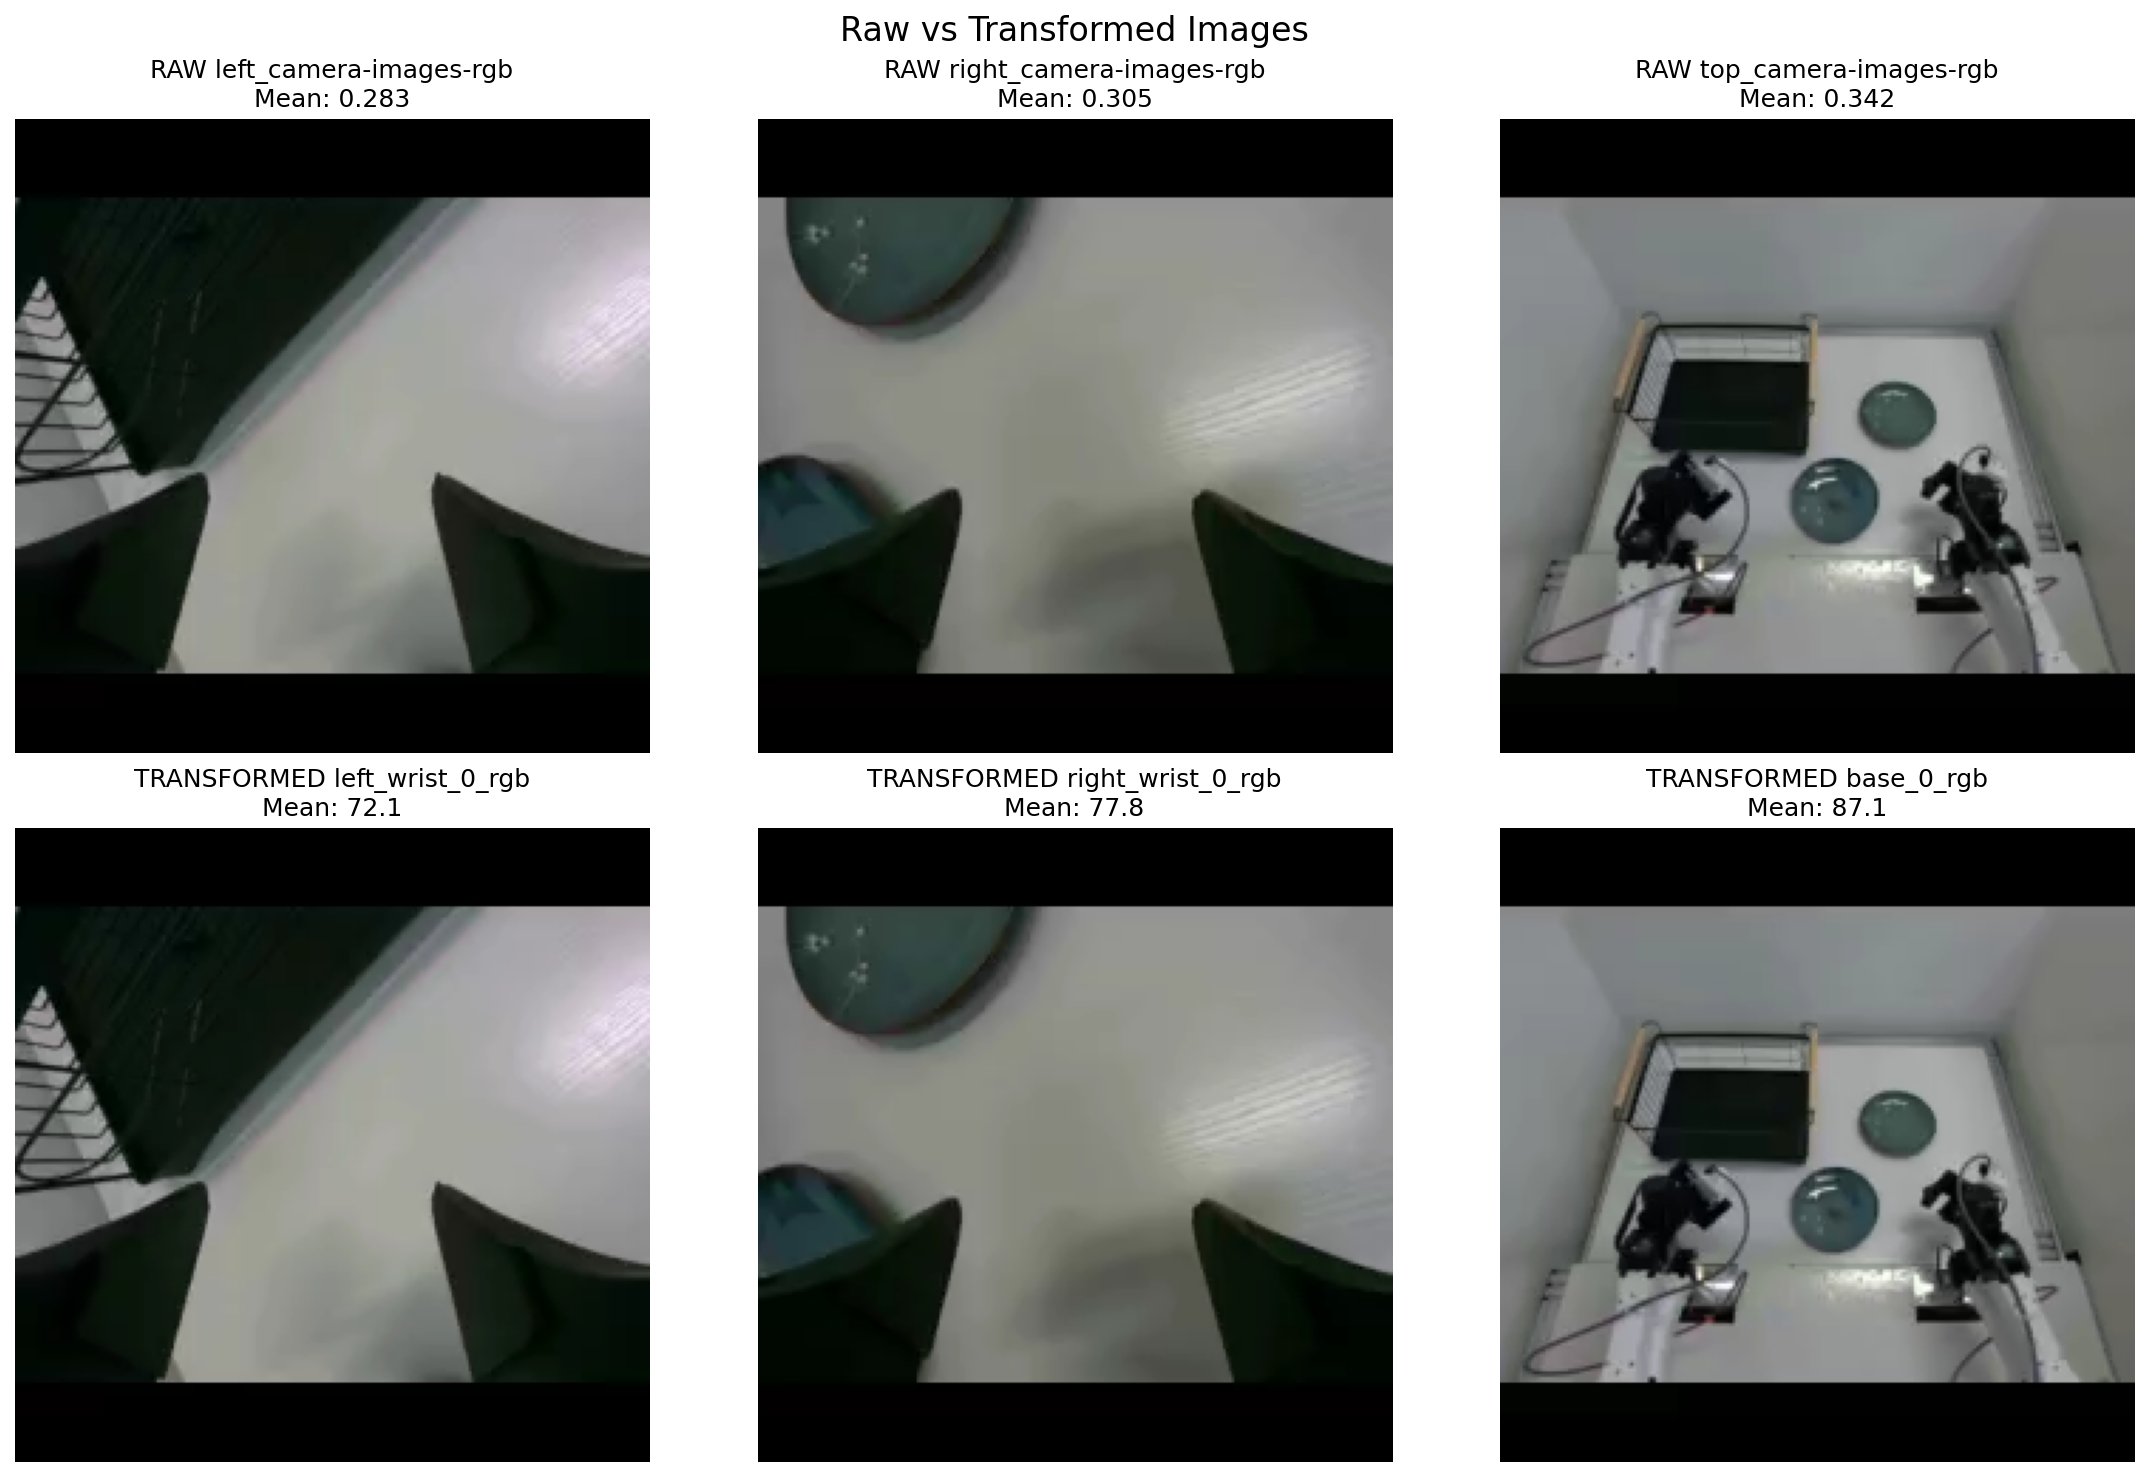 Raw vs Transformed Images
RAW left_camera-images-rgb
Mean: 0.283
RAW right_camera-images-rgb
Mean: 0.305
RAW top_camera-images-rgb
Mean: 0.342
TRANSFORMED left_wrist_0_rgb
Mean: 72.1
TRANSFORMED right_wrist_0_rgb
Mean: 77.8
TRANSFORMED base_0_rgb
Mean: 87.1